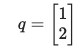 q = [1
2]